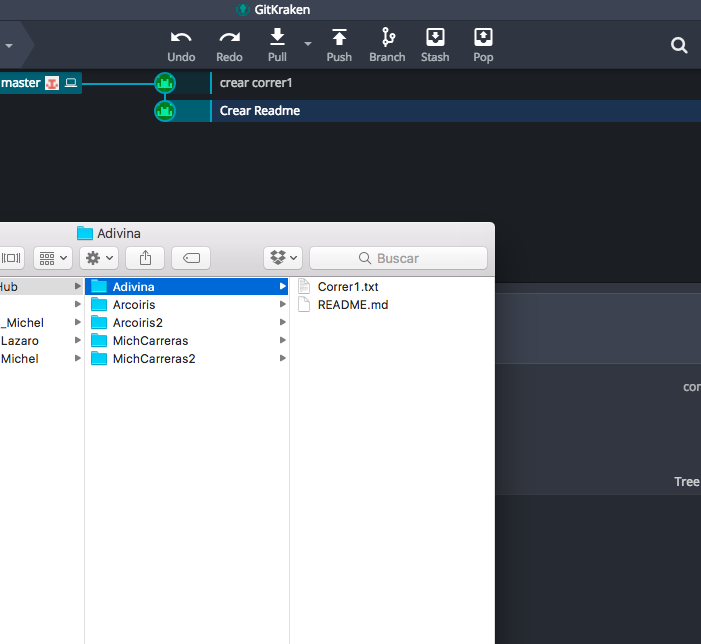 GitKraken
Undo
Redo
Pull
Push
Branch
Stash
Pop
master
crear correr1
Crear Readme
Adivina
Buscar
Hub
Adivina
Correr1.txt
Arcoiris
README.md
_Michel
Arcoiris2
Lazaro
MichCarreras
Michel
MichCarreras2
con
Tree